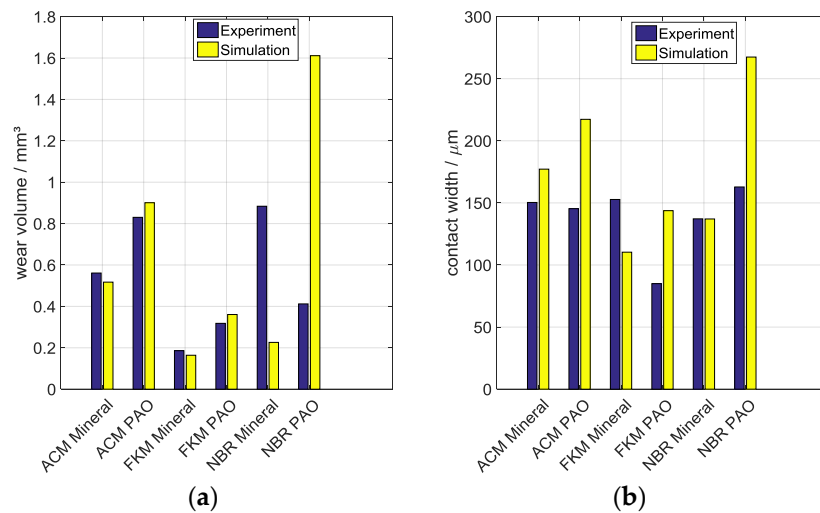 1.8
1.6
1.4
1.2
1
0.8
0.6
0.4
0.2
0
wear volume / mm³
Experiment
Simulation
ACM Mineral
ACM PAO
FKM Mineral
FKM PAO
NBR Mineral
NBR PAO
(a)
300
250
200
150
100
50
0
contact width / μm
Experiment
Simulation
ACM Mineral
ACM PAO
FKM Mineral
FKM PAO
NBR Mineral
NBR PAO
(b)